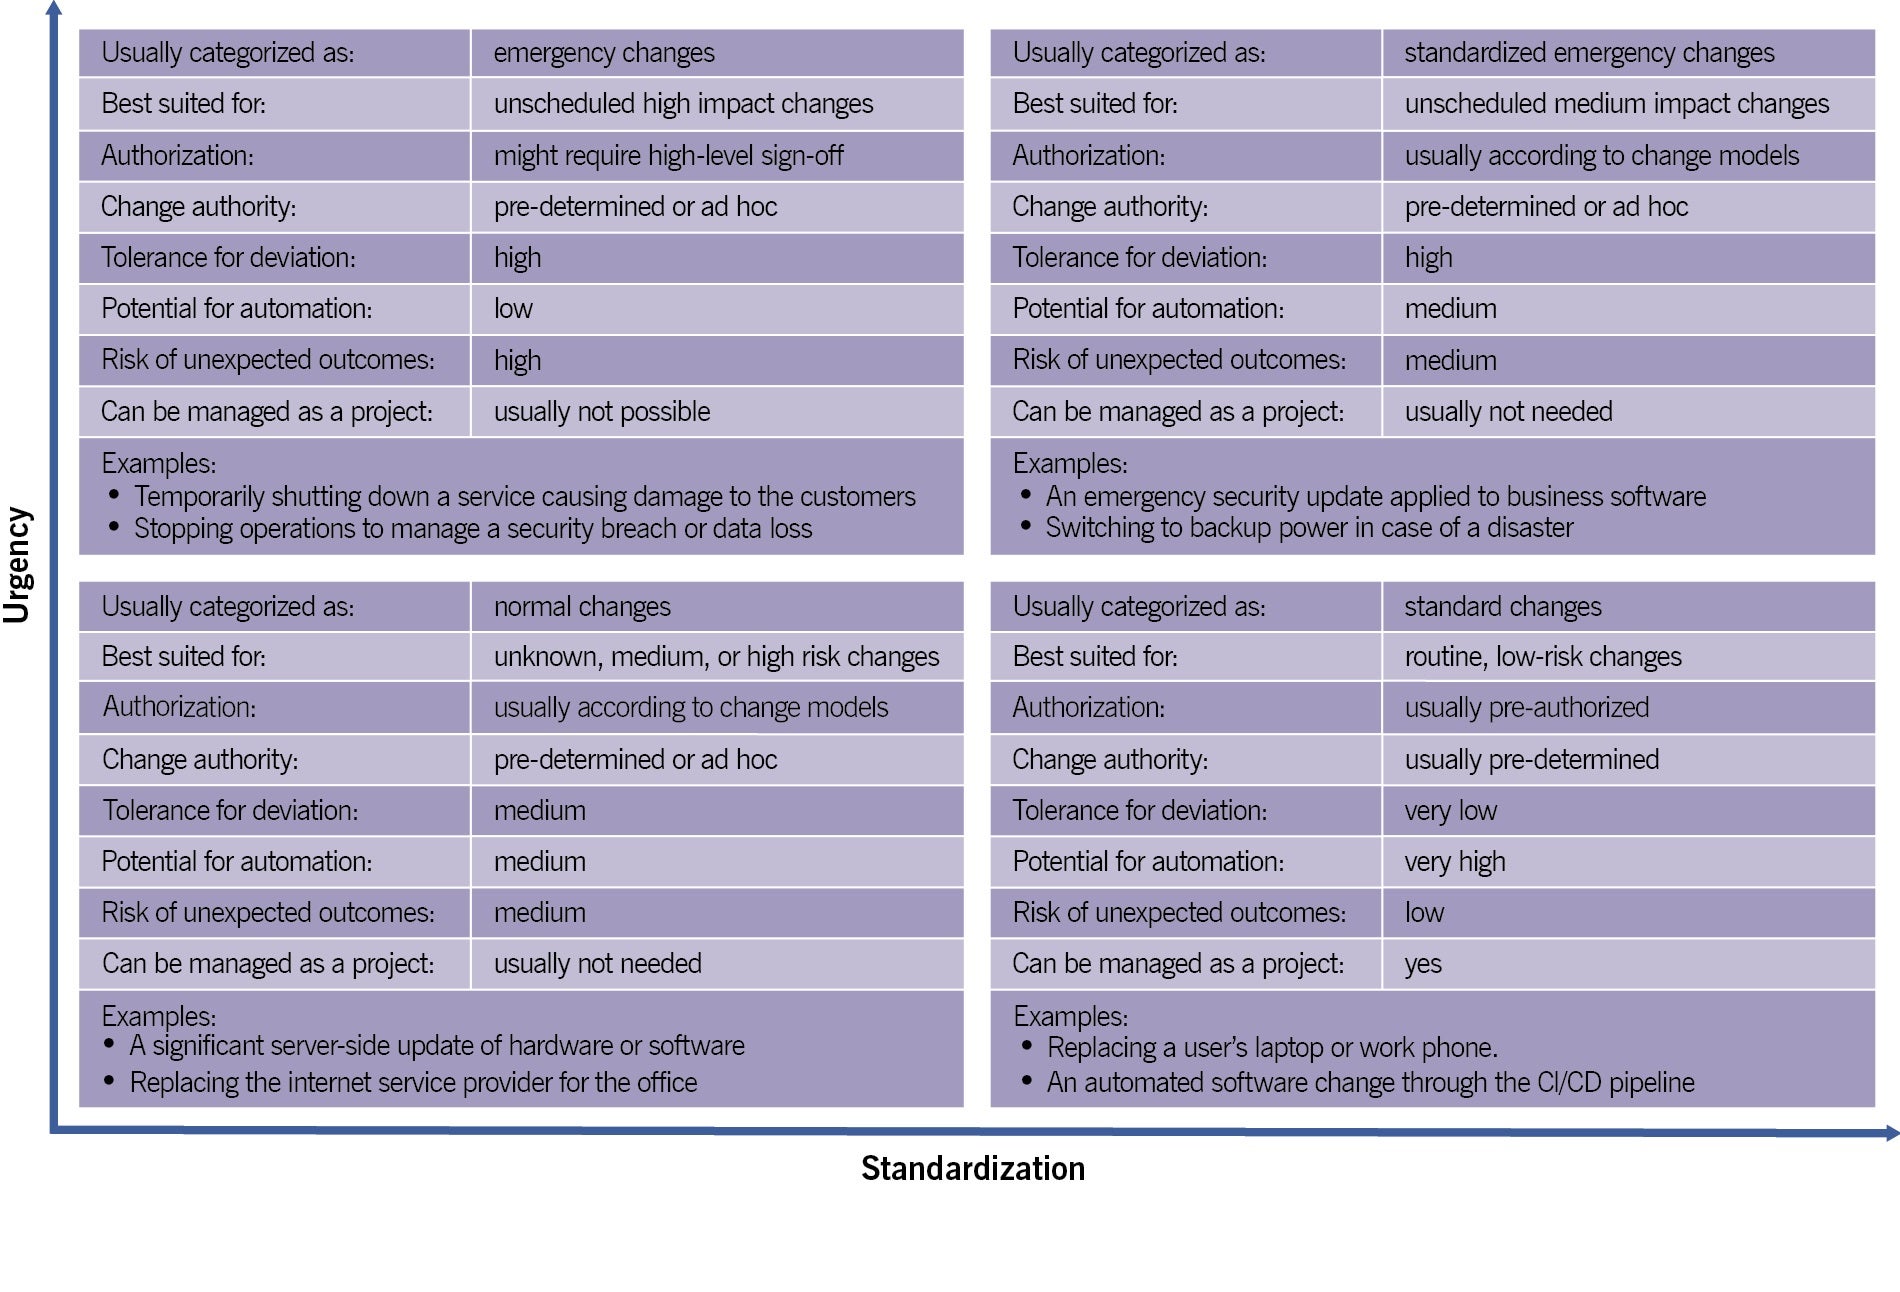 Usually categorized as: emergency changes
Best suited for: unscheduled high impact changes
Authorization: might require high-level sign-off
Change authority: pre-determined or ad hoc
Tolerance for deviation: high
Potential for automation: low
Risk of unexpected outcomes: high
Can be managed as a project: usually not possible
Examples:
• Temporarily shutting down a service causing damage to the customers
• Stopping operations to manage a security breach or data loss
Usually categorized as: standardized emergency changes
Best suited for: unscheduled medium impact changes
Authorization: usually according to change models
Change authority: pre-determined or ad hoc
Tolerance for deviation: high
Potential for automation: medium
Risk of unexpected outcomes: medium
Can be managed as a project: usually not needed
Examples:
• An emergency security update applied to business software
• Switching to backup power in case of a disaster
Urgency
Usually categorized as: normal changes
Best suited for: unknown, medium, or high risk changes
Authorization: usually according to change models
Change authority: pre-determined or ad hoc
Tolerance for deviation: medium
Potential for automation: medium
Risk of unexpected outcomes: medium
Can be managed as a project: usually not needed
Examples:
• A significant server-side update of hardware or software
• Replacing the internet service provider for the office
Usually categorized as: standard changes
Best suited for: routine, low-risk changes
Authorization: usually pre-authorized
Change authority: usually pre-determined
Tolerance for deviation: very low
Potential for automation: very high
Risk of unexpected outcomes: low
Can be managed as a project: yes
Examples:
• Replacing a user's laptop or work phone.
• An automated software change through the CI/CD pipeline
Standardization